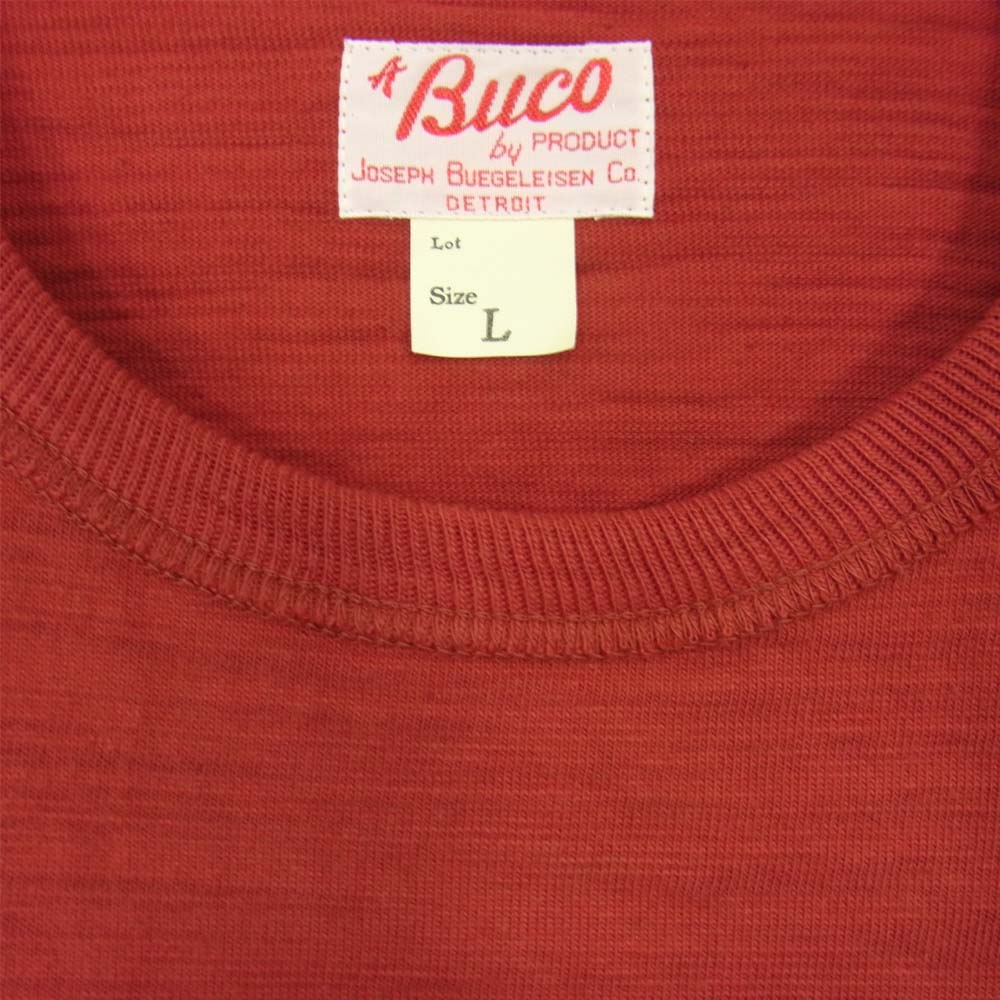 A Buco
by PRODUCT
JOSEPH BUEGELEISEN CO.
DETROIT
Lot
Size
L